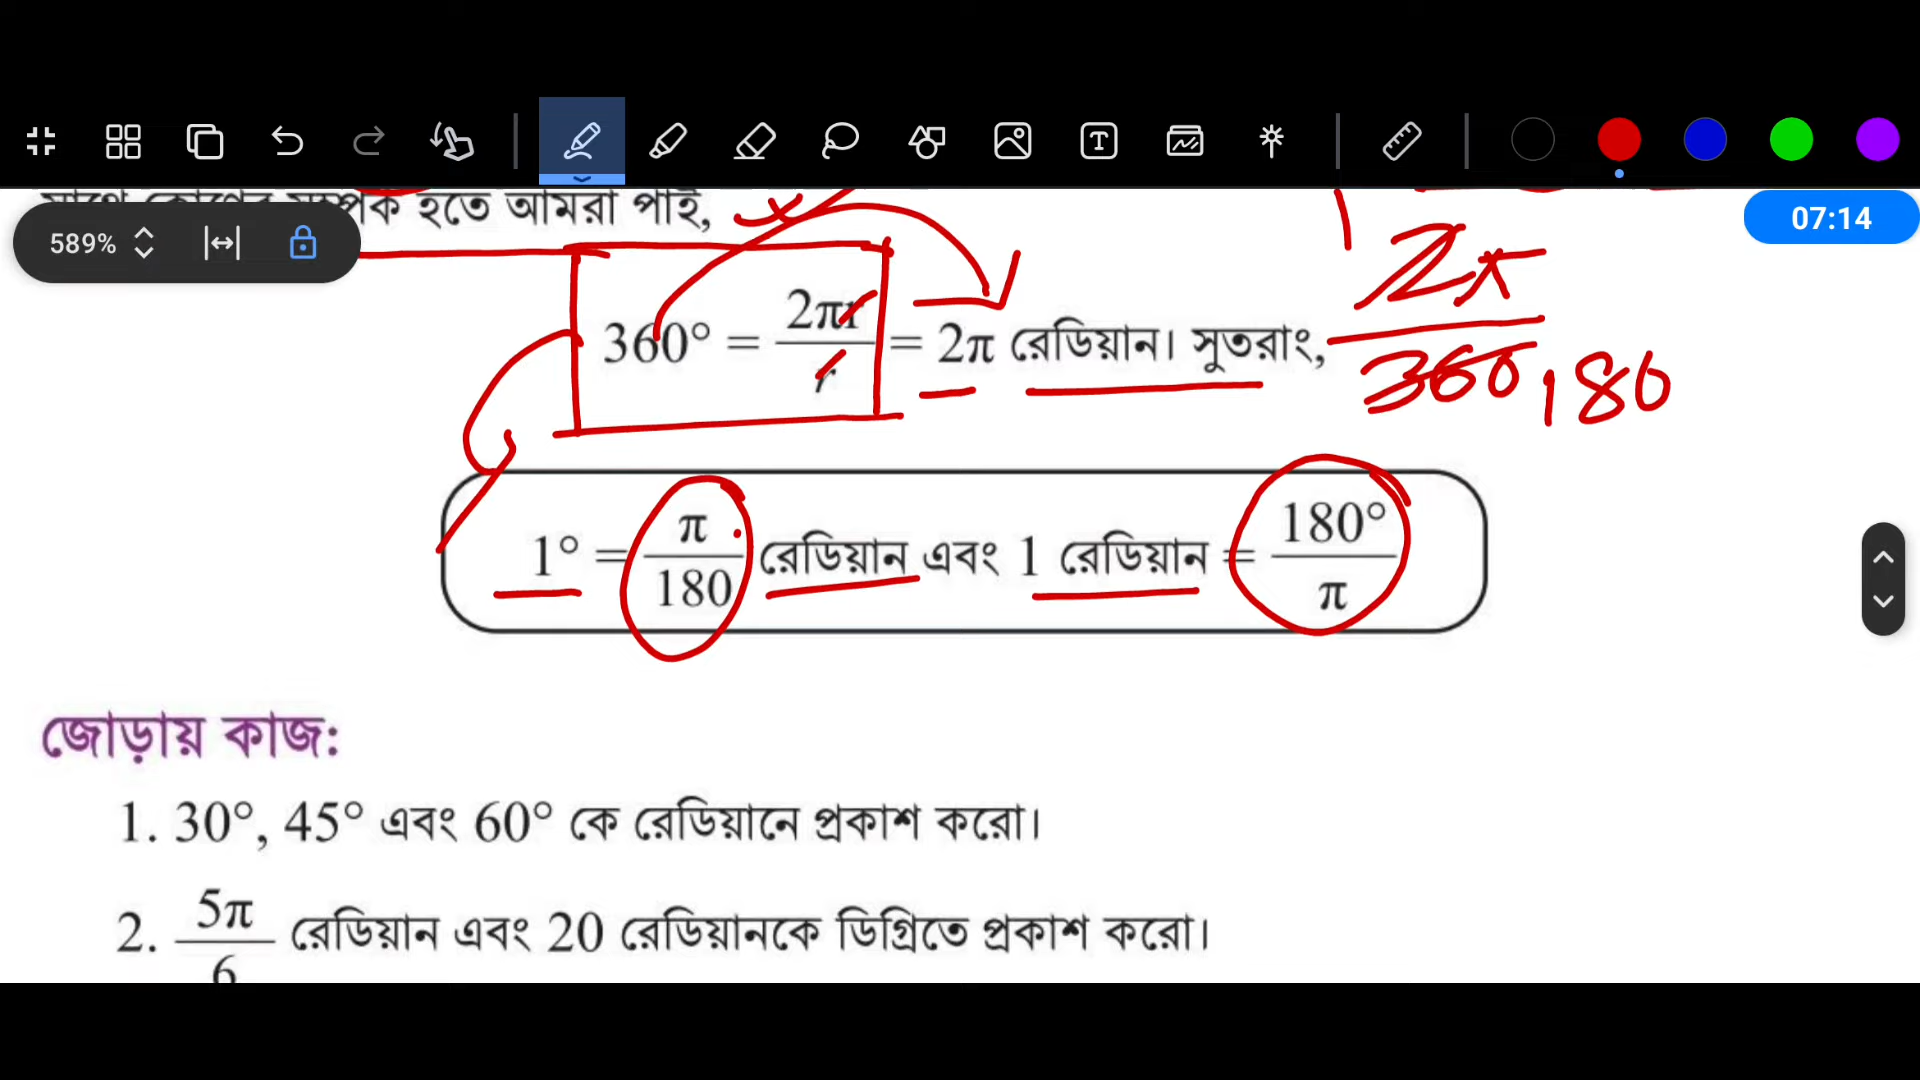 হতে আমরা পাই,
589%
07:14
360° = 2πr/r = 2π রেডিয়ান। সুতরাং,
2π/360 180
1° = π/180 রেডিয়ান এবং 1 রেডিয়ান = 180°/π
জোড়ায় কাজ:
1. 30°, 45° এবং 60° কে রেডিয়ানে প্রকাশ করো।
2. 5π/6 রেডিয়ান এবং 20 রেডিয়ানকে ডিগ্রিতে প্রকাশ করো।